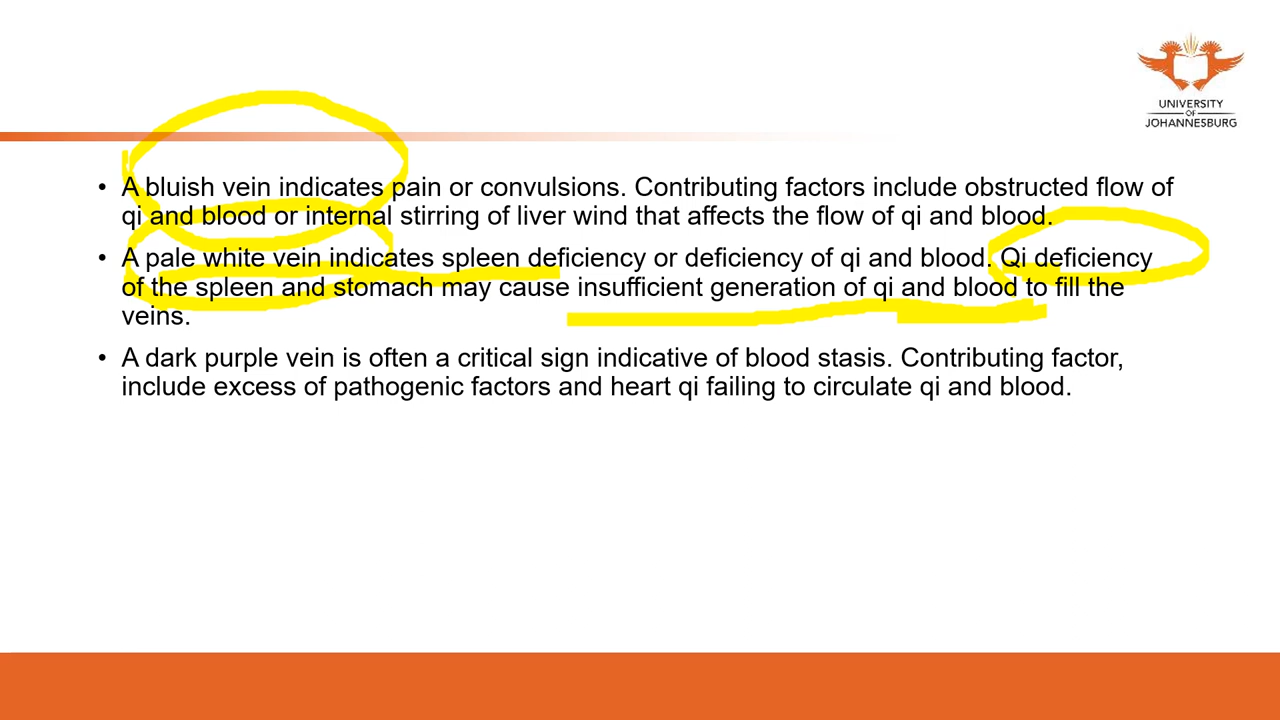 UNIVERSITY
OF
JOHANNESBURG
• A bluish vein indicates pain or convulsions. Contributing factors include obstructed flow of
qi and blood or internal stirring of liver wind that affects the flow of qi and blood.
• A pale white vein indicates spleen deficiency or deficiency of qi and blood. Qi deficiency
of the spleen and stomach may cause insufficient generation of qi and blood to fill the
veins.
• A dark purple vein is often a critical sign indicative of blood stasis. Contributing factor,
include excess of pathogenic factors and heart qi failing to circulate qi and blood.